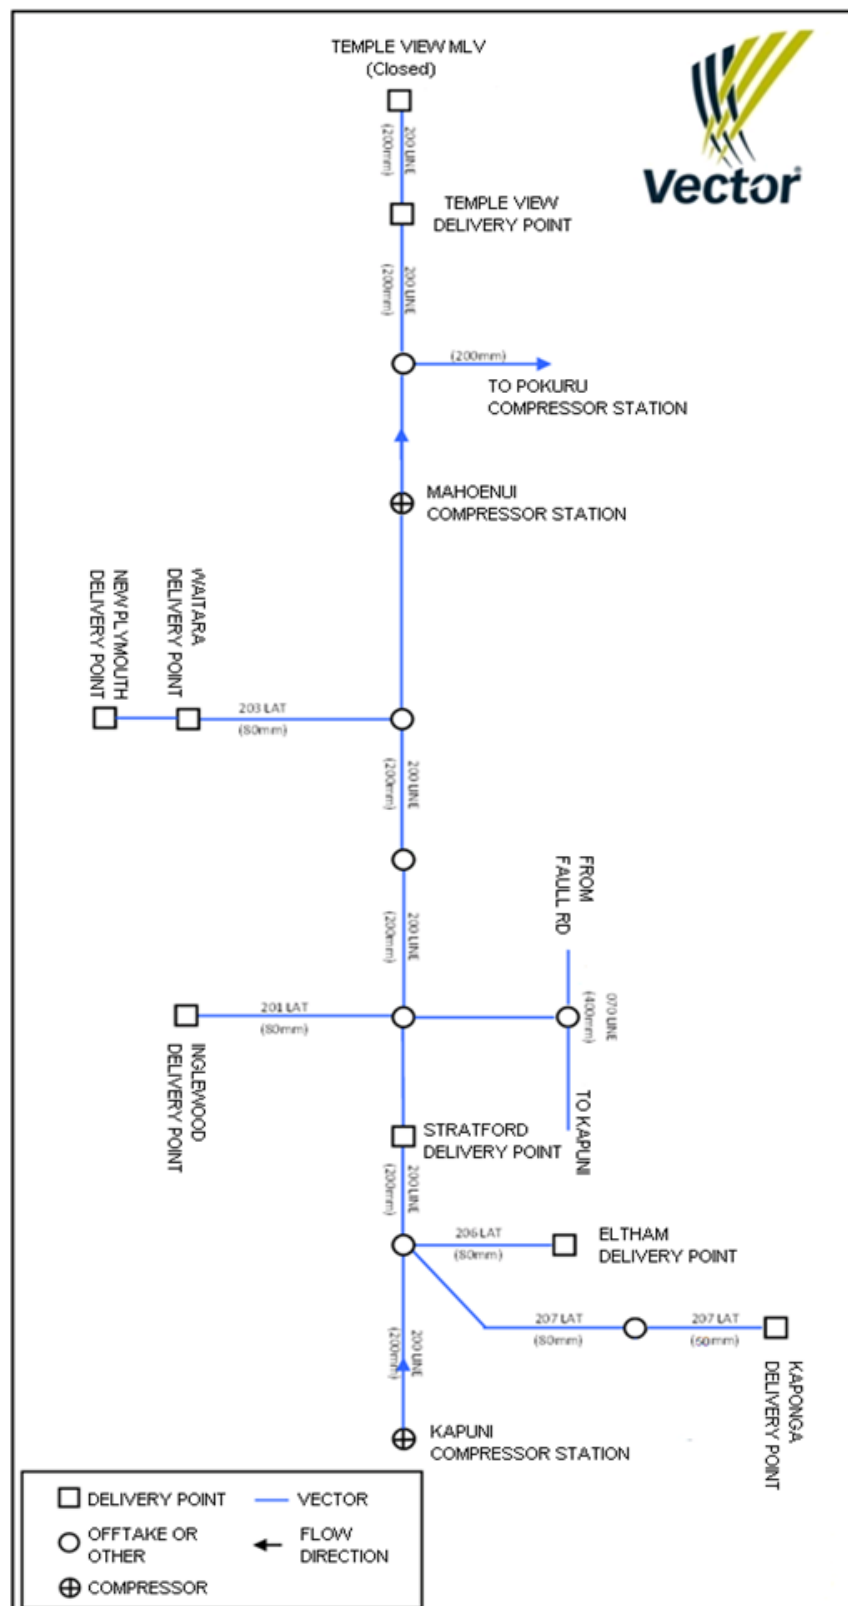 TEMPLE VIEW MLV
(Closed)
200 LINE
(200mm)
Vector
TEMPLE VIEW
DELIVERY POINT
200 LINE
(200mm)
(200mm)
TO POKURU
COMPRESSOR STATION
MAHOENUI
COMPRESSOR STATION
NEW PLYMOUTH
DELIVERY POINT
WAITARA
DELIVERY POINT
203 LAT
(80mm)
200 LINE
(200mm)
FROM
FAULL RD
200 LINE
(200mm)
070 LINE
(400mm)
201 LAT
(80mm)
INGLEWOOD
DELIVERY POINT
TO KAPUNI
STRATFORD
DELIVERY POINT
200 LINE
(200mm)
206 LAT
(80mm)
ELTHAM
DELIVERY POINT
207 LAT
(80mm)
207 LAT
(50mm)
200 LINE
(200mm)
KAPONGA
DELIVERY POINT
KAPUNI
COMPRESSOR STATION
DELIVERY POINT
VECTOR
OFFTAKE OR
OTHER
FLOW
DIRECTION
COMPRESSOR